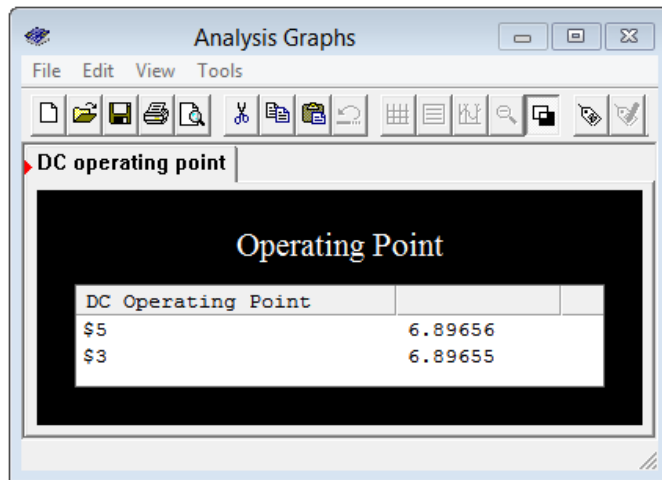 Analysis Graphs
File Edit View Tools
DC operating point
Operating Point
DC Operating Point
$5 6.89656
$3 6.89655